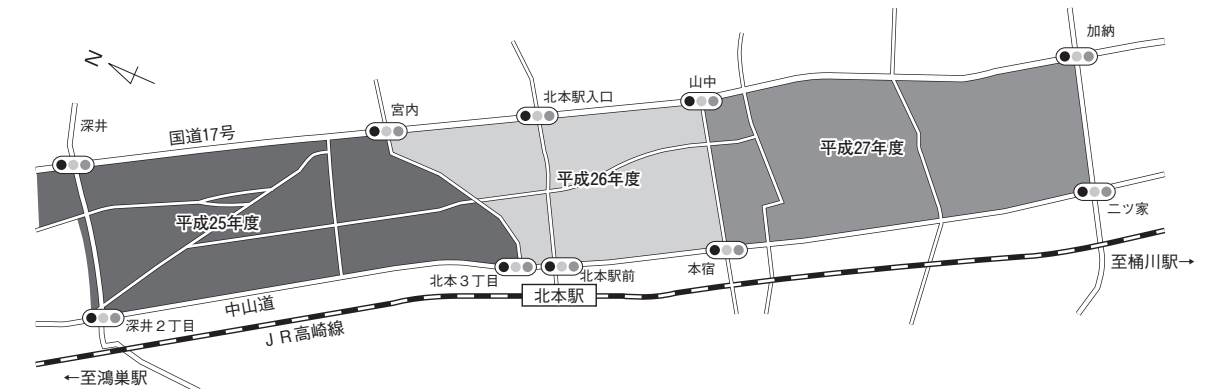 加納
N
山中
北本駅入口
宮内
深井
国道17号
平成27年度
平成26年度
平成25年度
二ツ家
本宿
至桶川駅→
北本3丁目
北本駅前
北本駅
中山道
深井2丁目
JR高崎線
←至鴻巣駅